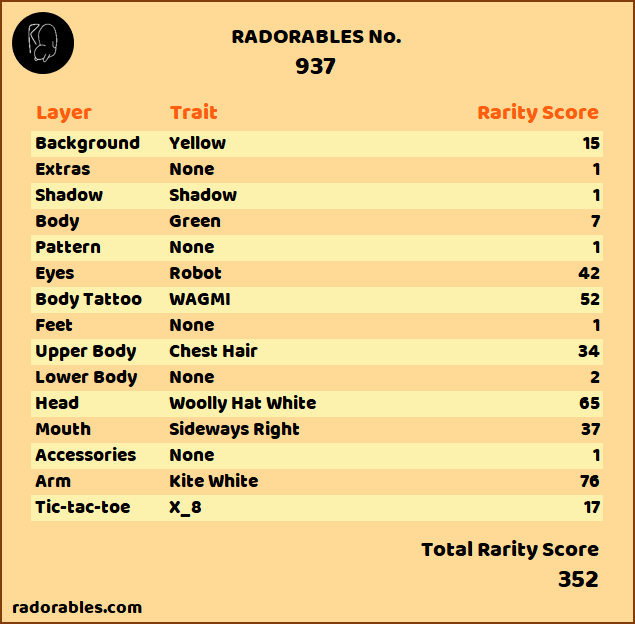 RADORABLES No.
937
Layer Trait Rarity Score
Background Yellow 15
Extras None 1
Shadow Shadow 1
Body Green 7
Pattern None 1
Eyes Robot 42
Body Tattoo WAGMI 52
Feet None 1
Upper Body Chest Hair 34
Lower Body None 2
Head Woolly Hat White 65
Mouth Sideways Right 37
Accessories None 1
Arm Kite White 76
Tic-tac-toe X_8 17
Total Rarity Score
352
radorables.com